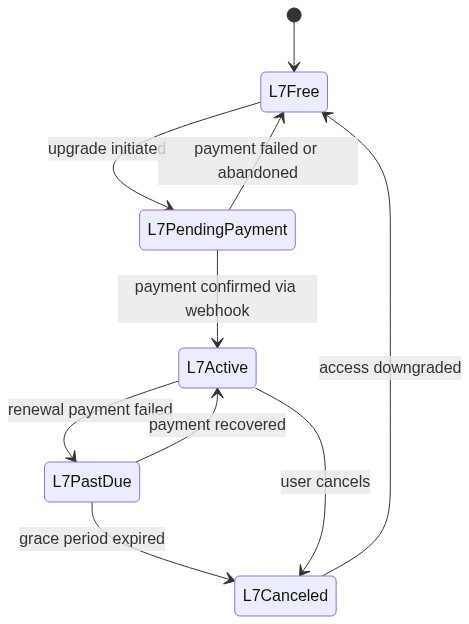 L7Free
upgrade initiated
payment failed or
abandoned
L7PendingPayment
payment confirmed via
webhook
access downgraded
L7Active
renewal payment failed
payment recovered
L7PastDue
user cancels
grace period expired
L7Canceled